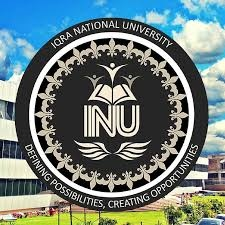 IQRA NATIONAL UNIVERSITY
INU
DEFINING POSSIBILITIES, CREATING OPPORTUNITIES